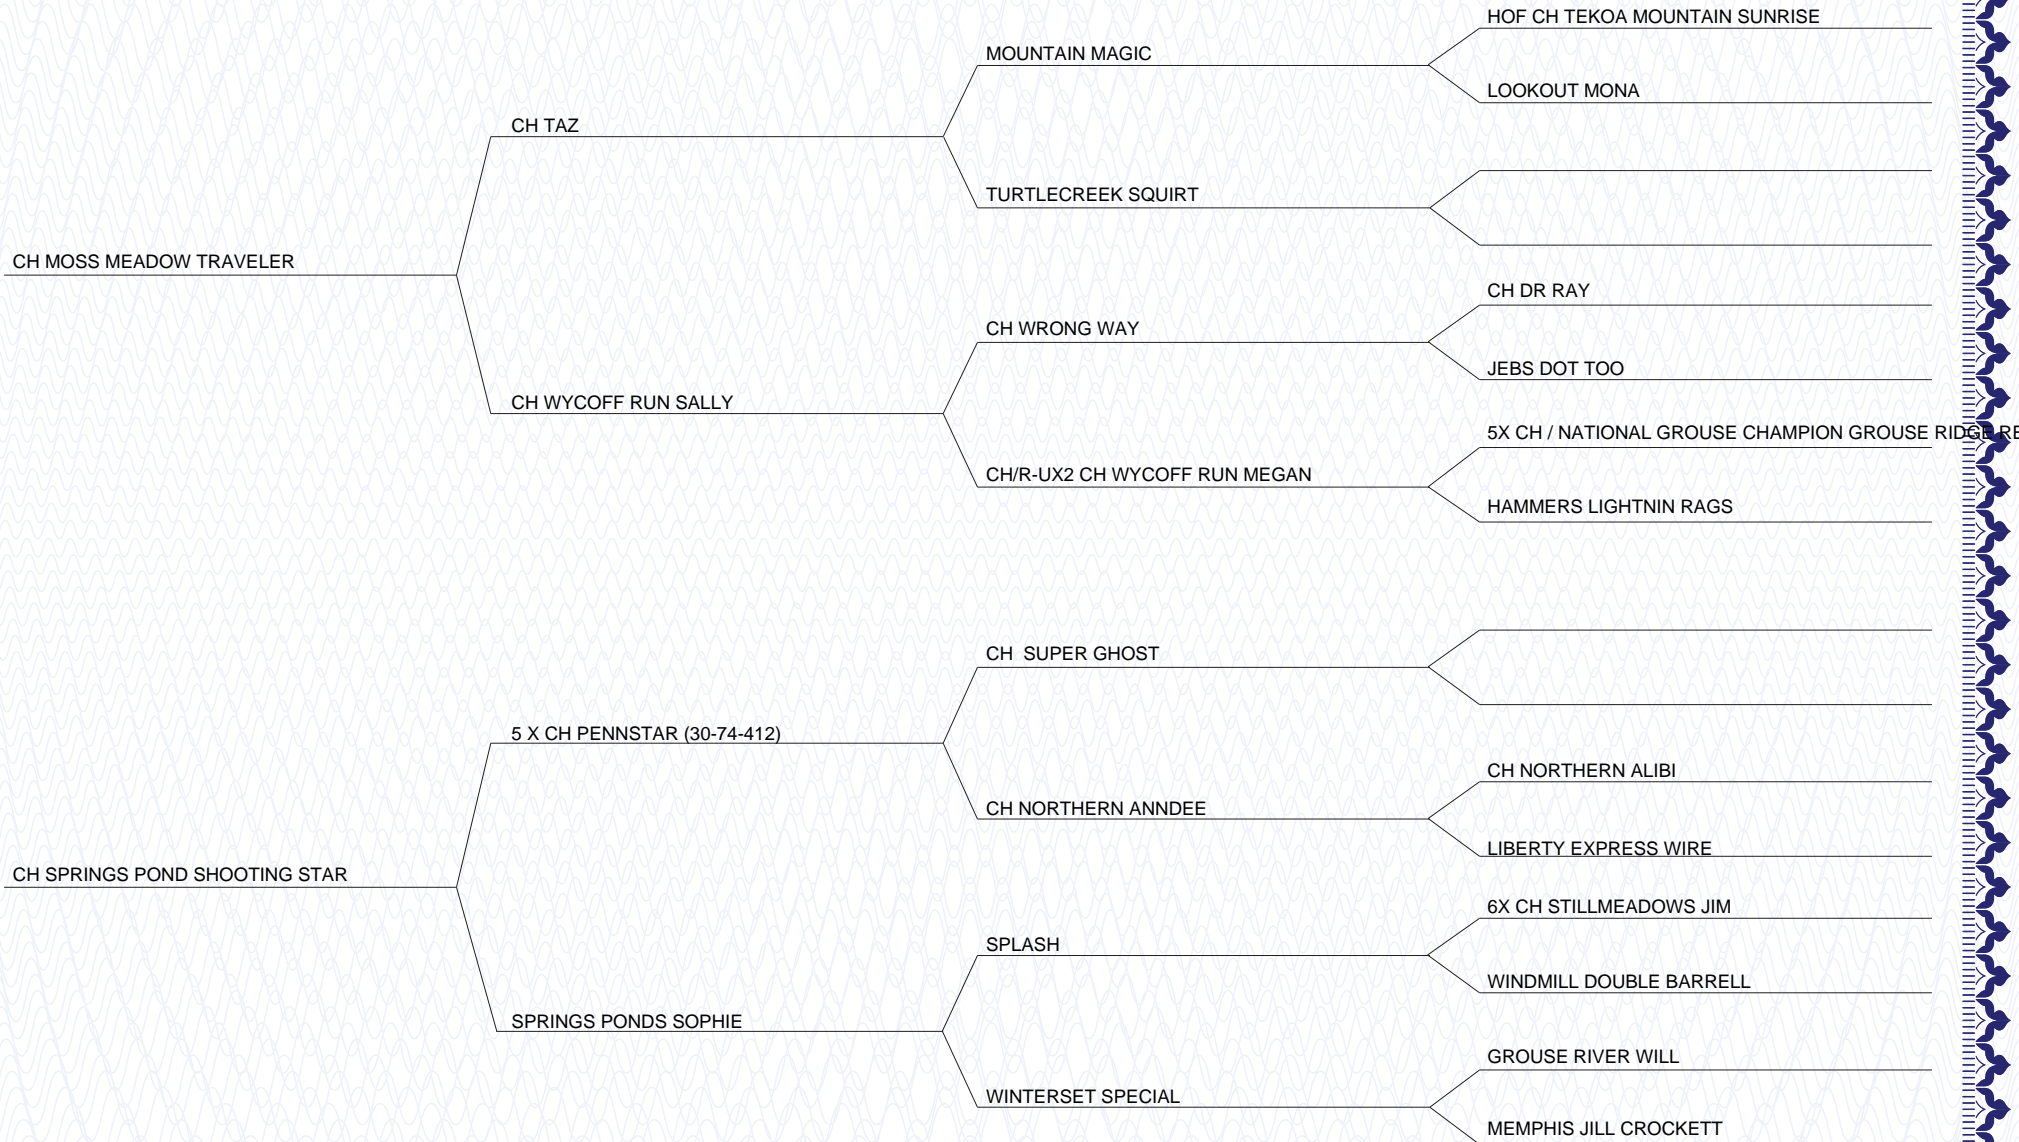 HOF CH TEKOA MOUNTAIN SUNRISE
MOUNTAIN MAGIC
LOOKOUT MONA
CH TAZ
TURTLECREEK SQUIRT
CH MOSS MEADOW TRAVELER
CH DR RAY
CH WRONG WAY
JEBS DOT TOO
CH WYCOFF RUN SALLY
5X CH / NATIONAL GROUSE CHAMPION GROUSE RIDGE
CH/R-UX2 CH WYCOFF RUN MEGAN
HAMMERS LIGHTNIN RAGS
CH SUPER GHOST
5 X CH PENNSTAR (30-74-412)
CH NORTHERN ALIBI
CH NORTHERN ANNDEE
LIBERTY EXPRESS WIRE
CH SPRINGS POND SHOOTING STAR
6X CH STILLMEADOWS JIM
SPLASH
WINDMILL DOUBLE BARRELL
SPRINGS PONDS SOPHIE
GROUSE RIVER WILL
WINTERSET SPECIAL
MEMPHIS JILL CROCKETT